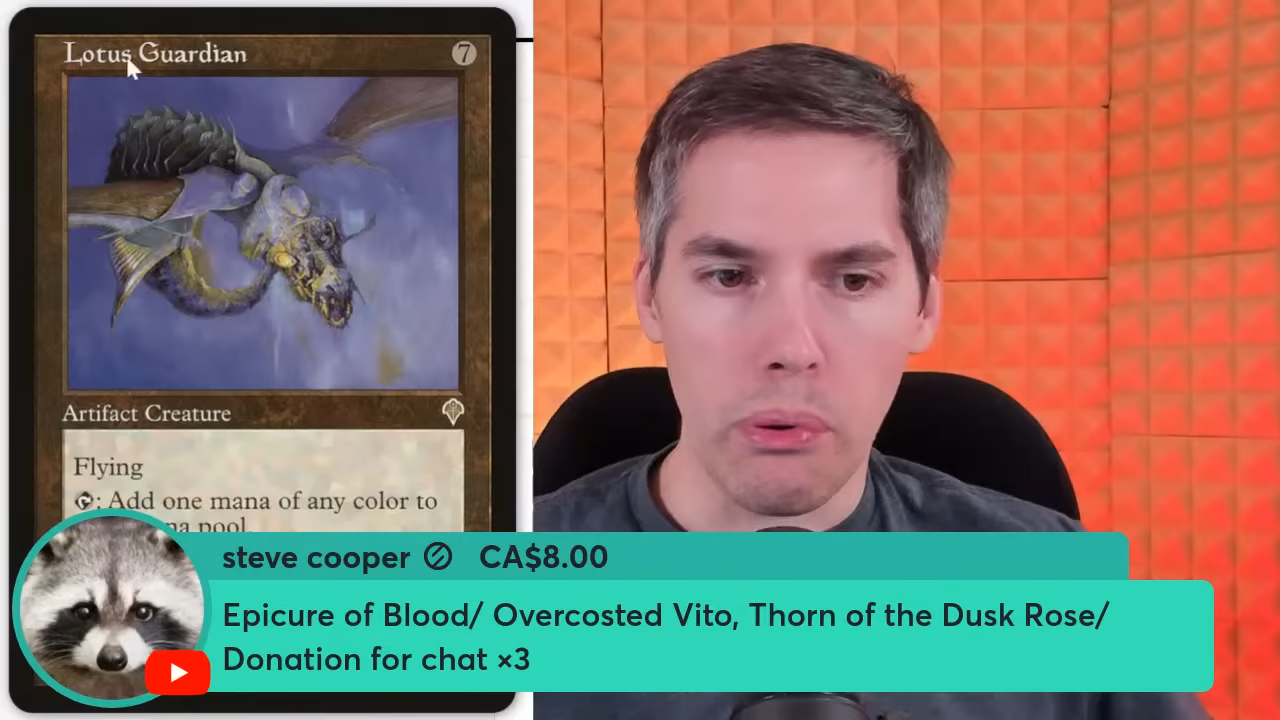 Lotus Guardian 7
Artifact Creature
Flying
: Add one mana of any color to
pool.
steve cooper CA$8.00
Epicure of Blood/ Overcosted Vito, Thorn of the Dusk Rose/
Donation for chat ×3